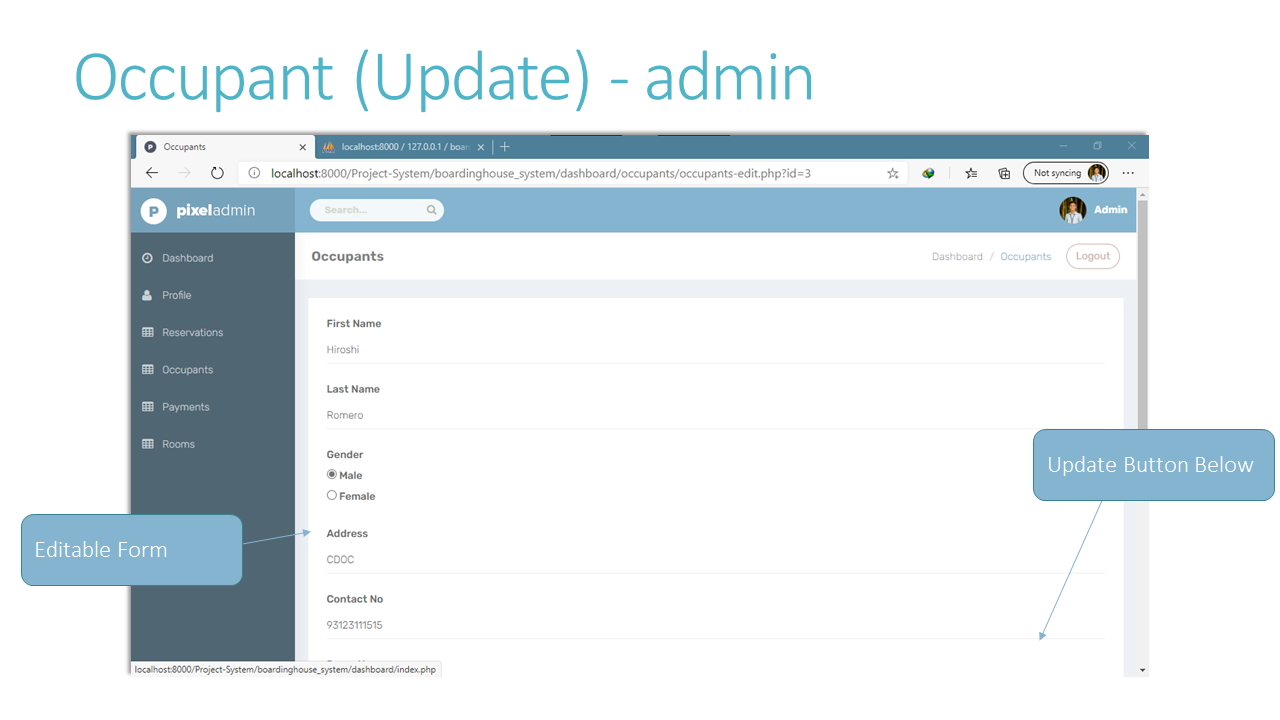 Occupant (Update) - admin
Occupants
localhost:8000 / 127.0.0.1 / boar
localhost:8000/Project-System/boardinghouse_system/dashboard/occupants/occupants-edit.php?id=3
Not syncing
P pixeladmin
Search...
Admin
Dashboard
Profile
Reservations
Occupants
Payments
Rooms
Occupants
Dashboard / Occupants
Logout
First Name
Hiroshi
Last Name
Romero
Gender
Male
Female
Address
CDOC
Contact No
93123111515
Update Button Below
Editable Form
localhost:8000/Project-System/boardinghouse_system/dashboard/index.php